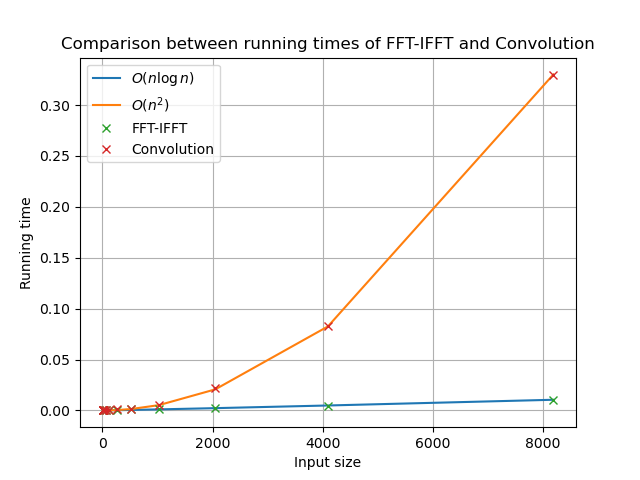 Comparison between running times of FFT-IFFT and Convolution
O(n log n)
O(n²)
FFT-IFFT
Convolution
0.30
0.25
0.20
0.15
0.10
0.05
0.00
Running time
0 2000 4000 6000 8000
Input size